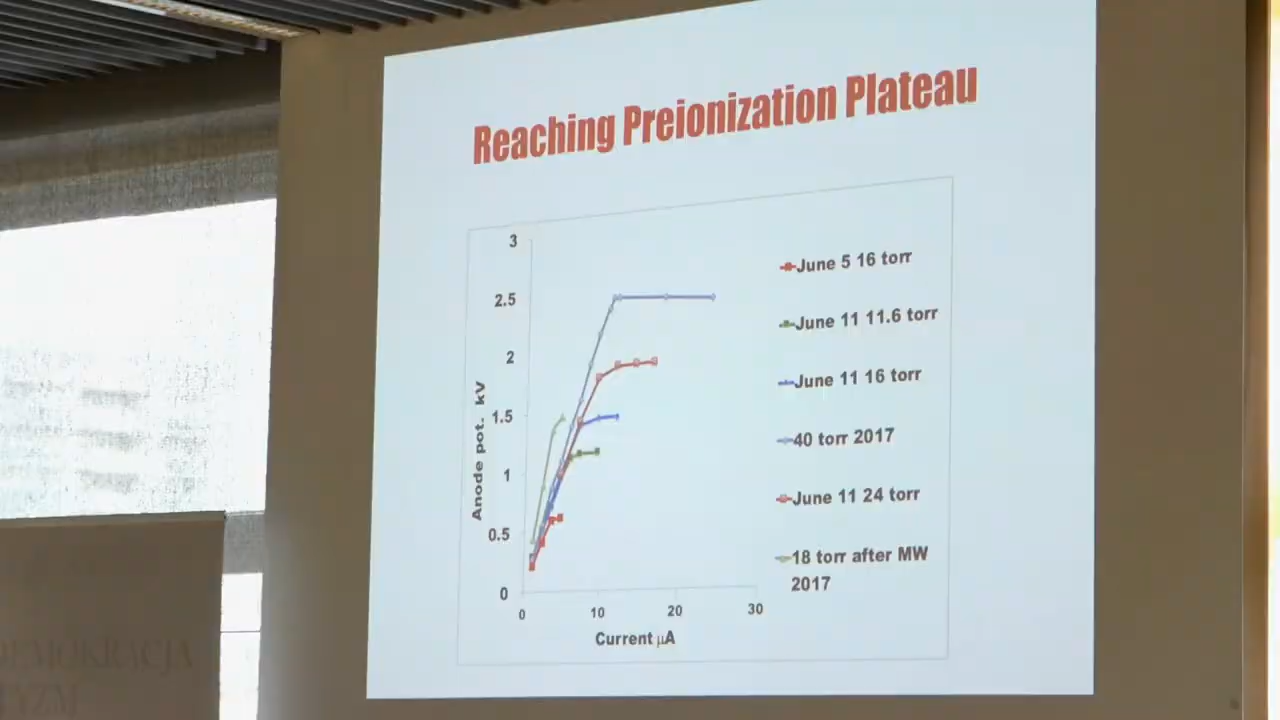 Reaching Preionization Plateau
3
2.5
2
1.5
1
0.5
0
0
10
20
30
Anode pot. kV
Current µA
June 5 16 torr
June 11 11.6 torr
June 11 16 torr
40 torr 2017
June 11 24 torr
18 torr after MW
2017
DEMOKRACJA